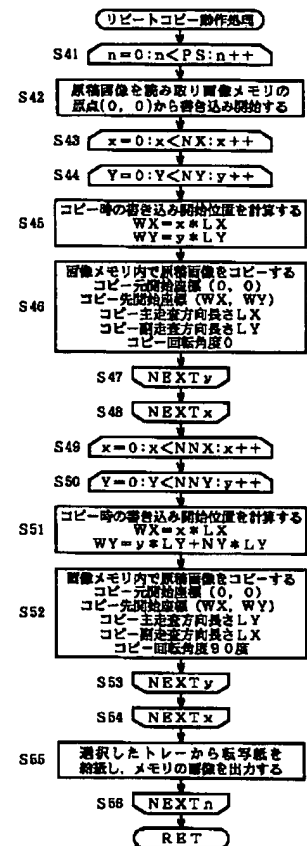 リピートコピー動作処理
S41
n=0:n<PS:n++
S42
原稿画像を読み取り画像メモリの
原点(0, 0)から書き込み開始する
S43
x=0:x<NX:x++
S44
Y=0:Y<NY:y++
S45
コピー時の書き込み開始位置を計算する
WX=x*LX
WY=y*LY
S46
画像メモリ内で原稿画像をコピーする
コピー元開始座標 (0, 0)
コピー先開始座標 (WX, WY)
コピー主走査方向長さLX
コピー副走査方向長さLY
コピー回転角度0
S47
NEXTy
S48
NEXTx
S49
x=0:x<NNX:x++
S50
Y=0:Y<NNY:y++
S51
コピー時の書き込み開始位置を計算する
WX=x*LX
WY=y*LY+NY*LY
S52
画像メモリ内で原稿画像をコピーする
コピー元開始座標 (0, 0)
コピー先開始座標 (WX, WY)
コピー主走査方向長さLY
コピー副走査方向長さLX
コピー回転角度90度
S53
NEXTy
S54
NEXTx
S55
選択したトレーから転写紙を
給紙し、メモリの画像を出力する
S56
NEXTn
RET